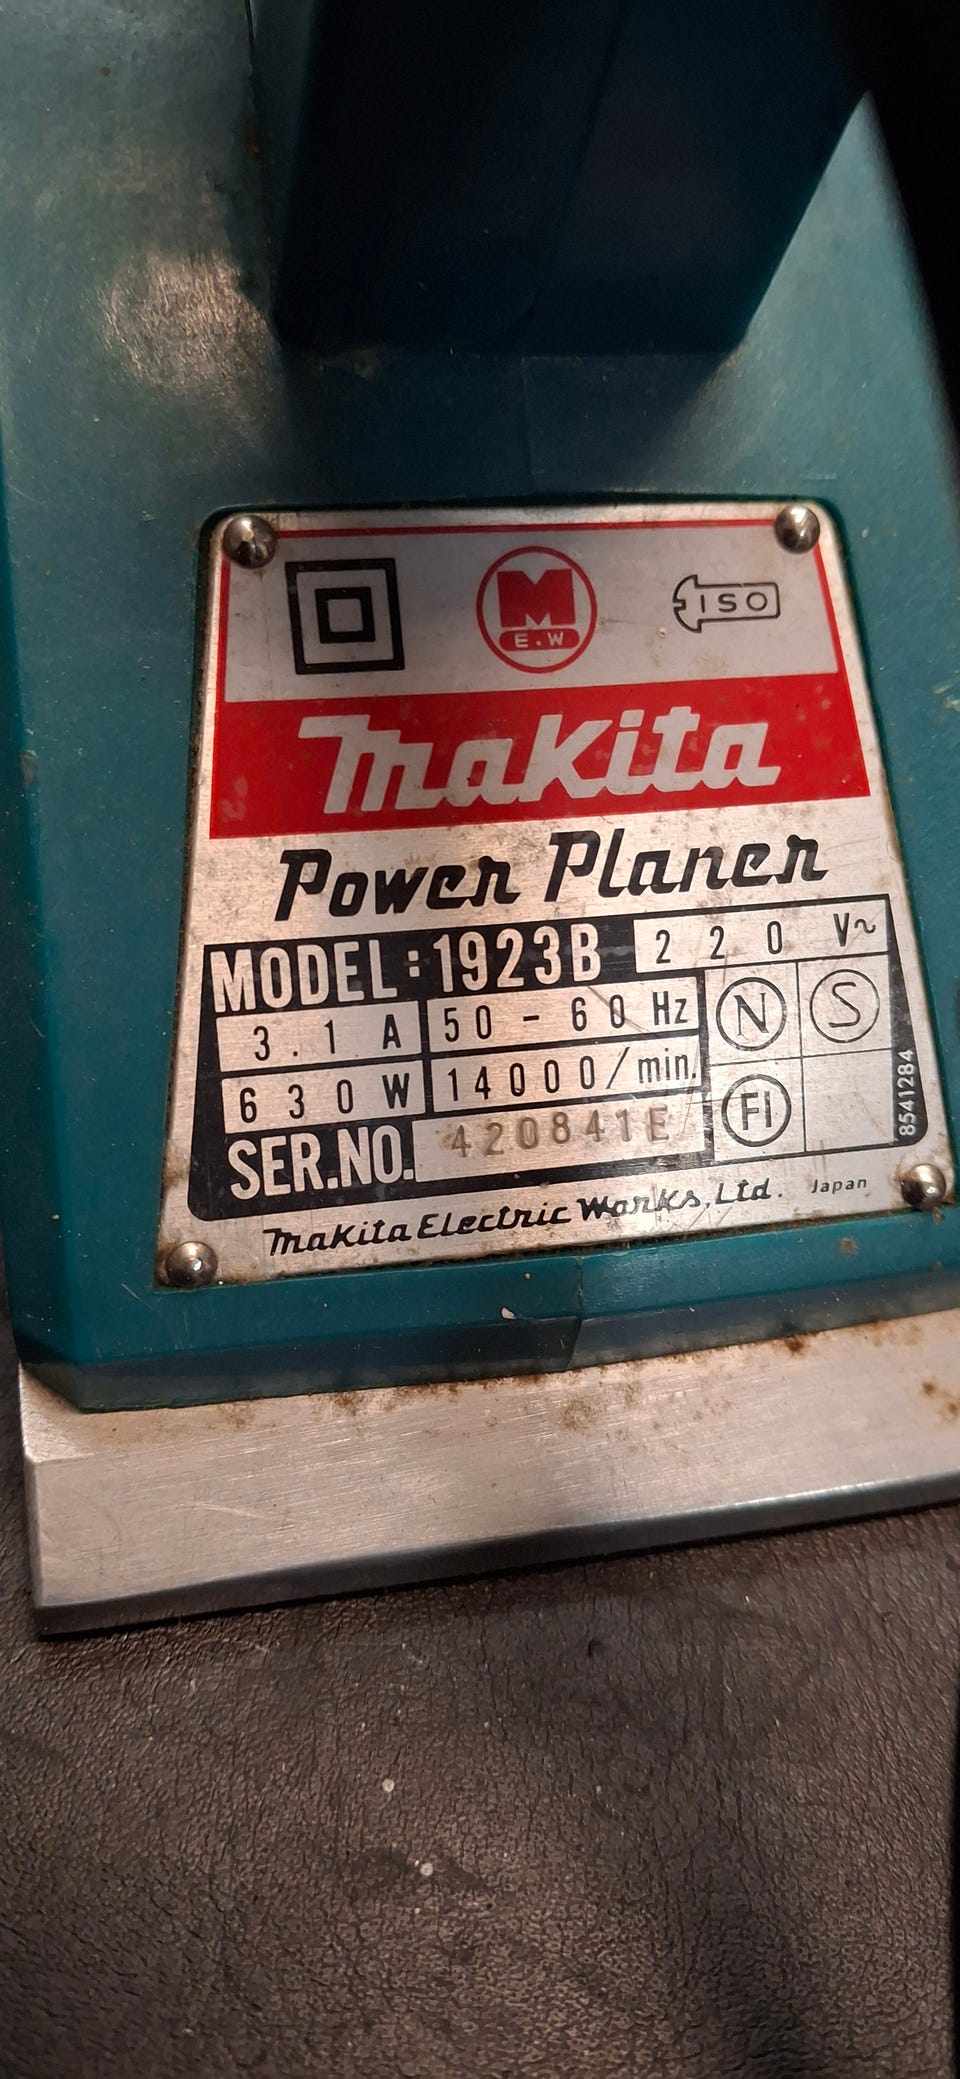 M
E.W.
ISO
makita
Power Planer
MODEL:1923B 220 V~
3.1 A 50-60 Hz
N S
630 W 14000/min.
FI
SER.NO. 420841E
8541284
Makita Electric Works, Ltd. Japan